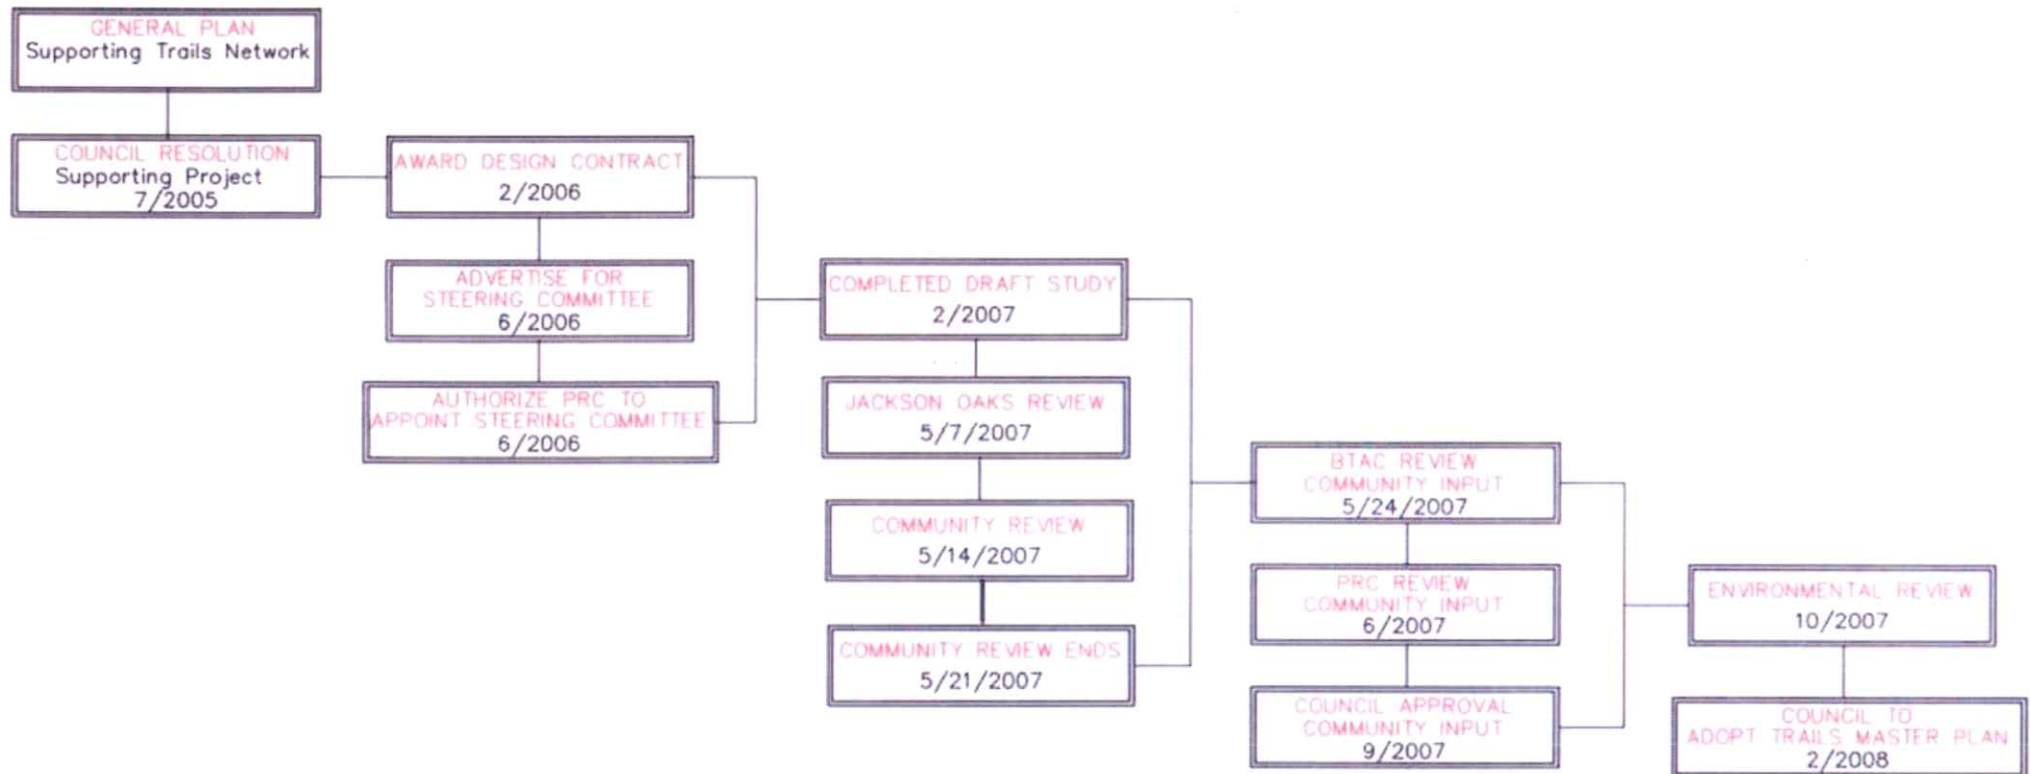 GENERAL PLAN
Supporting Trails Network
COUNCIL RESOLUTION
Supporting Project
7/2005
AWARD DESIGN CONTRACT
2/2006
ADVERTISE FOR
STEERING COMMITTEE
6/2006
AUTHORIZE PRC TO
APPOINT STEERING COMMITTEE
6/2006
COMPLETED DRAFT STUDY
2/2007
JACKSON OAKS REVIEW
5/7/2007
COMMUNITY REVIEW
5/14/2007
COMMUNITY REVIEW ENDS
5/21/2007
BTAC REVIEW
COMMUNITY INPUT
5/24/2007
PRC REVIEW
COMMUNITY INPUT
6/2007
COUNCIL APPROVAL
COMMUNITY INPUT
9/2007
ENVIRONMENTAL REVIEW
10/2007
COUNCIL TO
ADOPT TRAILS MASTER PLAN
2/2008